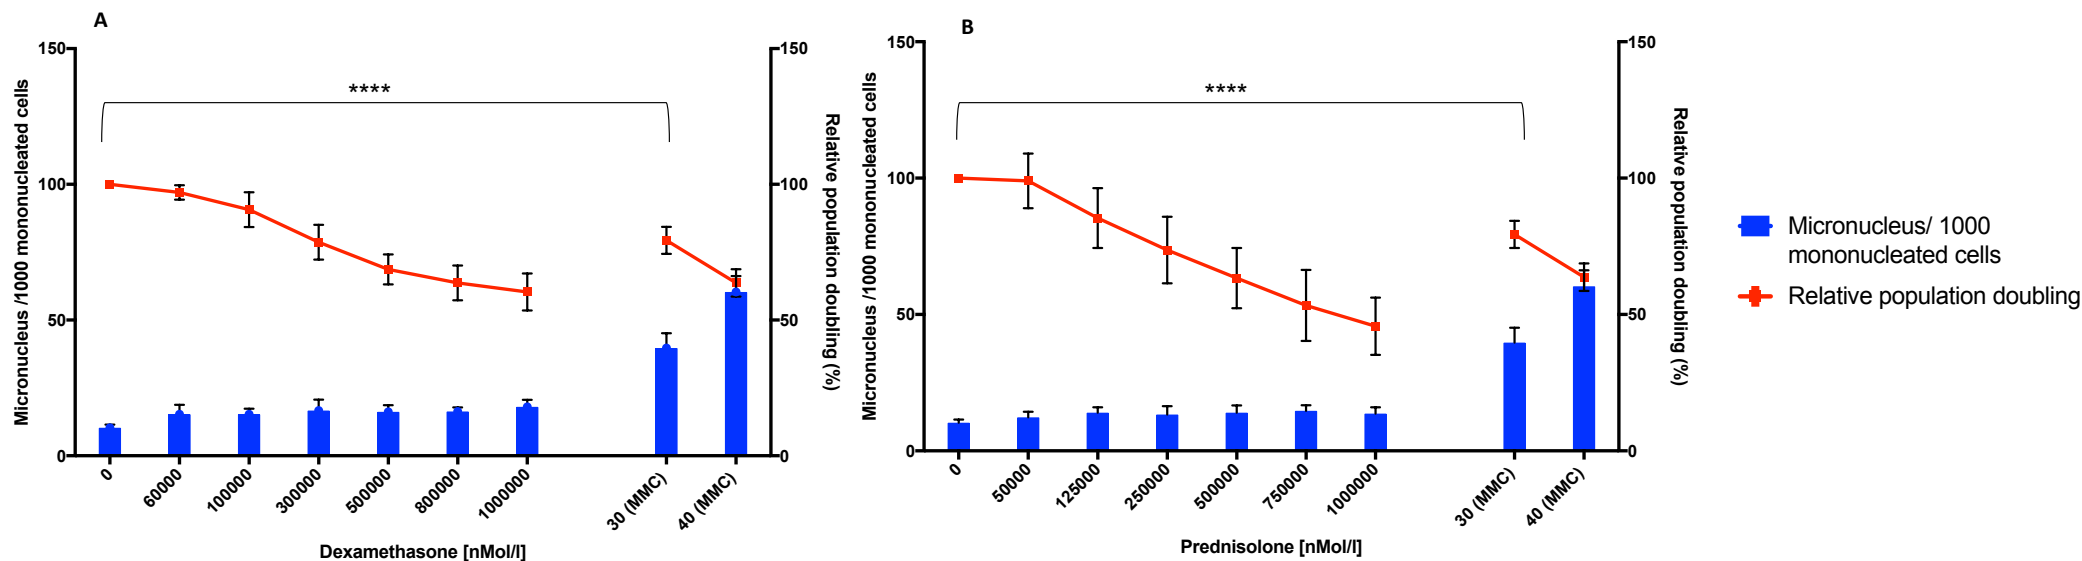 A
Micronucleus /1000 mononucleated cells
150
100
50
0
****
150
100
50
0
Relative population doubling (%)
0
60000
100000
300000
500000
800000
1000000
30 (MMC)
40 (MMC)
Dexamethasone [nMol/l]
B
Micronucleus /1000 mononucleated cells
150
100
50
0
****
150
100
50
0
Relative population doubling (%)
0
50000
125000
250000
500000
750000
1000000
30 (MMC)
40 (MMC)
Prednisolone [nMol/l]
Micronucleus/ 1000
mononucleated cells
Relative population doubling